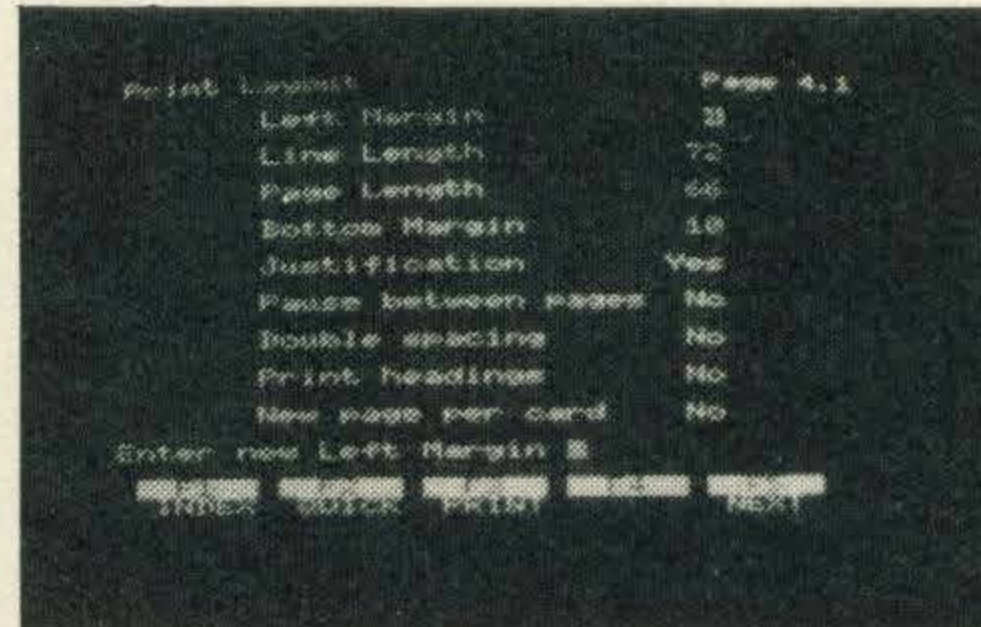 Print Layout Page 4.1
Left Margin
Line Length 72
Page Length 66
Bottom Margin 10
Justification Yes
Pause between pages No
Double spacing No
Print headings No
New page per card No
Enter new Left Margin
INDEX QUICK PRINT NEXT